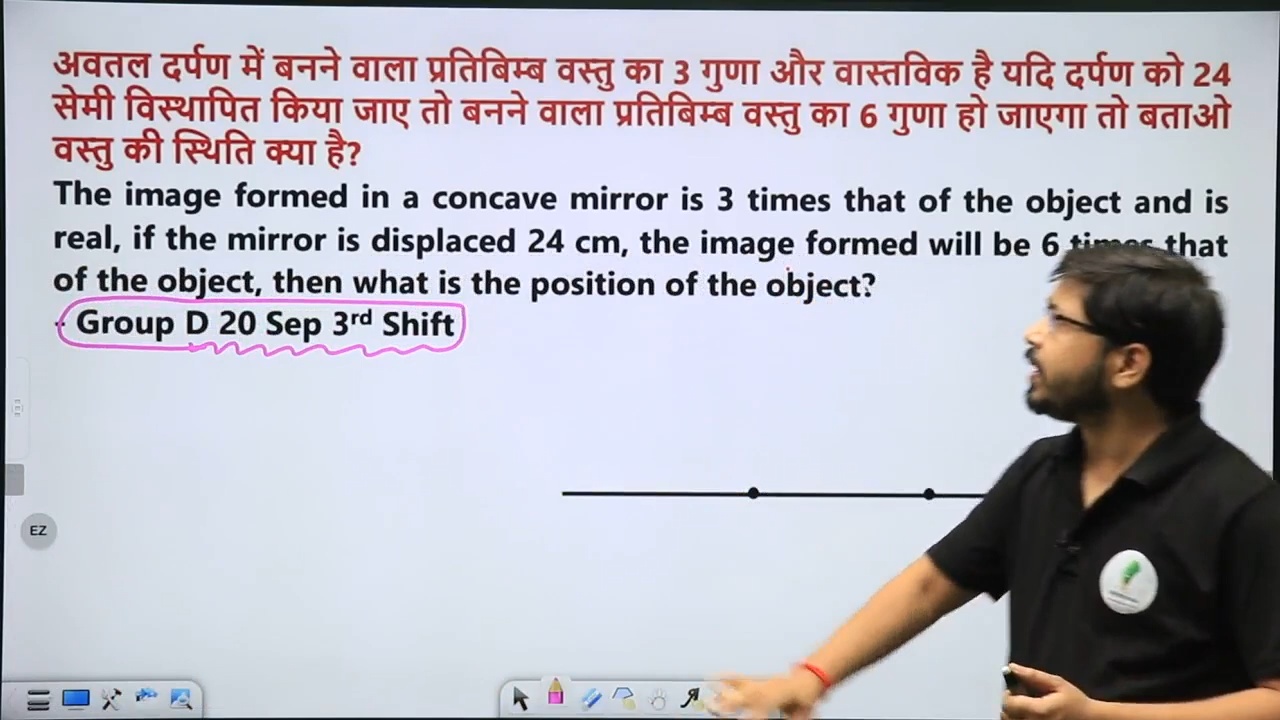 अवतल दर्पण में बनने वाला प्रतिबिम्ब वस्तु का 3 गुणा और वास्तविक है यदि दर्पण को 24
सेमी विस्थापित किया जाए तो बनने वाला प्रतिबिम्ब वस्तु का 6 गुणा हो जाएगा तो बताओ
वस्तु की स्थिति क्या है?
The image formed in a concave mirror is 3 times that of the object and is
real, if the mirror is displaced 24 cm, the image formed will be 6 times that
of the object, then what is the position of the object?
- Group D 20 Sep 3rd Shift
EZ